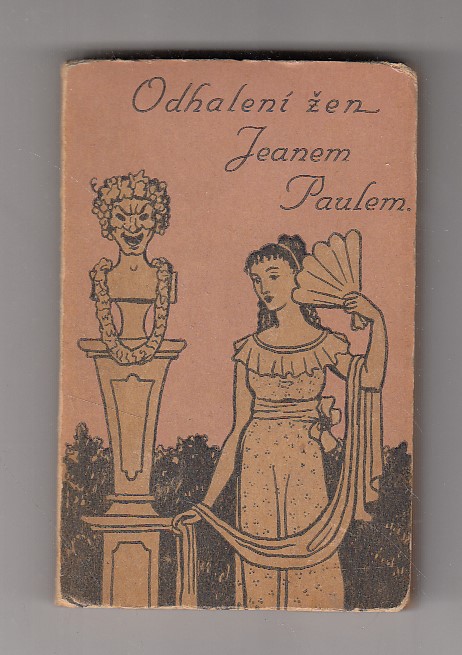 Odhalení žen
Jeanem
Paulem.